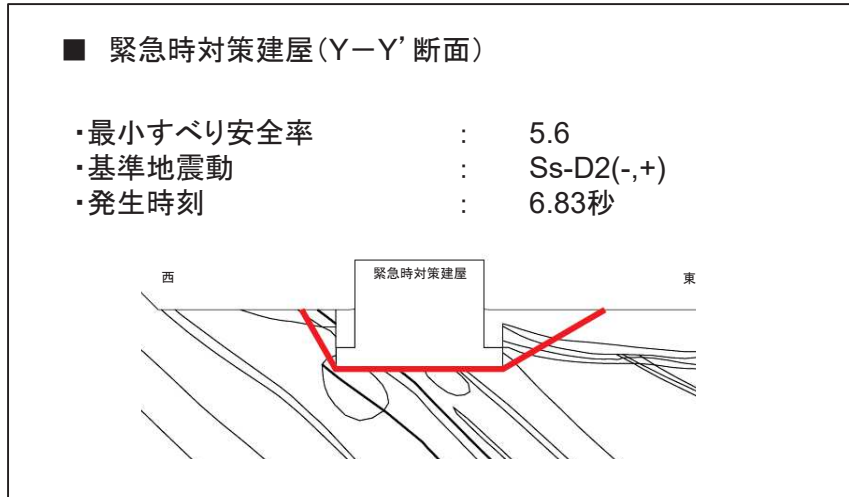 ■ 緊急時対策建屋(Y－Y’断面)
・最小すべり安全率 : 5.6
・基準地震動 : Ss-D2(-,+)
・発生時刻 : 6.83秒
西 緊急時対策建屋 東